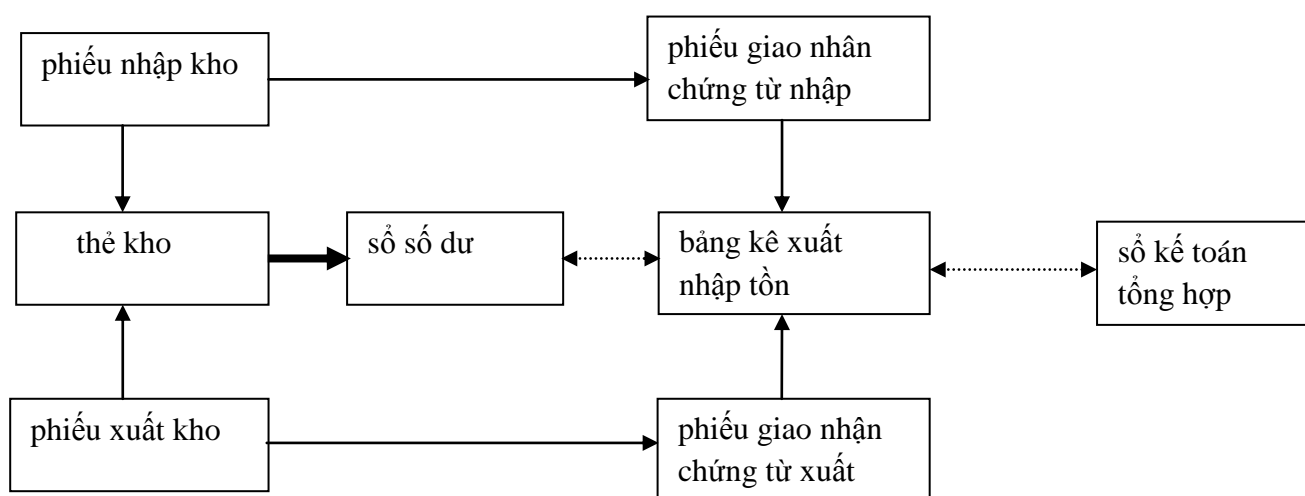 phiếu nhập kho
phiếu giao nhân
chứng từ nhập
thẻ kho
sổ số dư
bảng kê xuất
nhập tồn
sổ kế toán
tổng hợp
phiếu xuất kho
phiếu giao nhận
chứng từ xuất